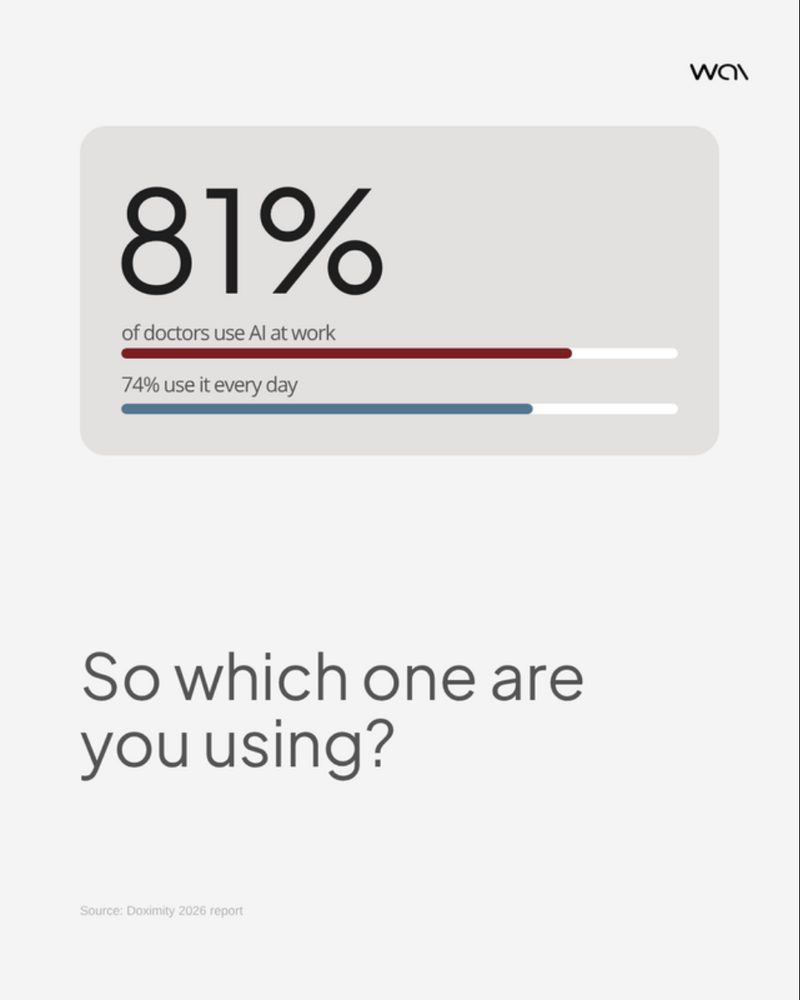 wan
81%
of doctors use AI at work
74% use it every day
So which one are
you using?
Source: Doximity 2026 report